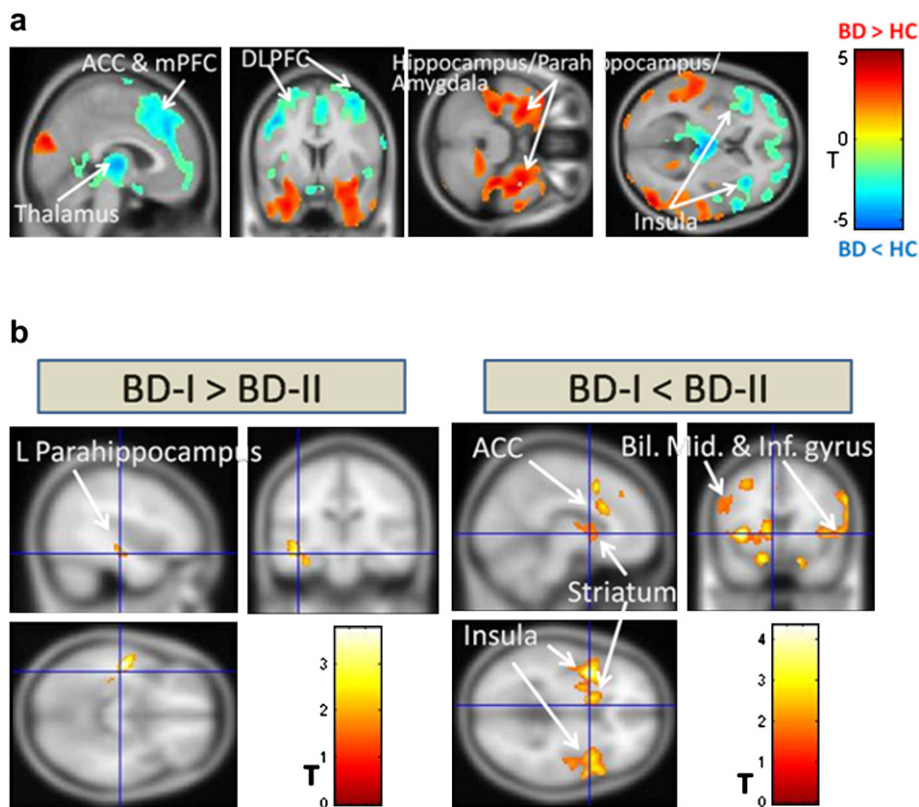 a
BD > HC
ACC & mPFC
DLPFC
Hippocampus/Parahippocampus/
Amygdala
Thalamus
Insula
5
0
T
-5
BD < HC
b
BD-I > BD-II
BD-I < BD-II
L Parahippocampus
ACC
Bil. Mid. & Inf. gyrus
Striatum
Insula
3
2
1
T
0
4
3
2
1
T
0